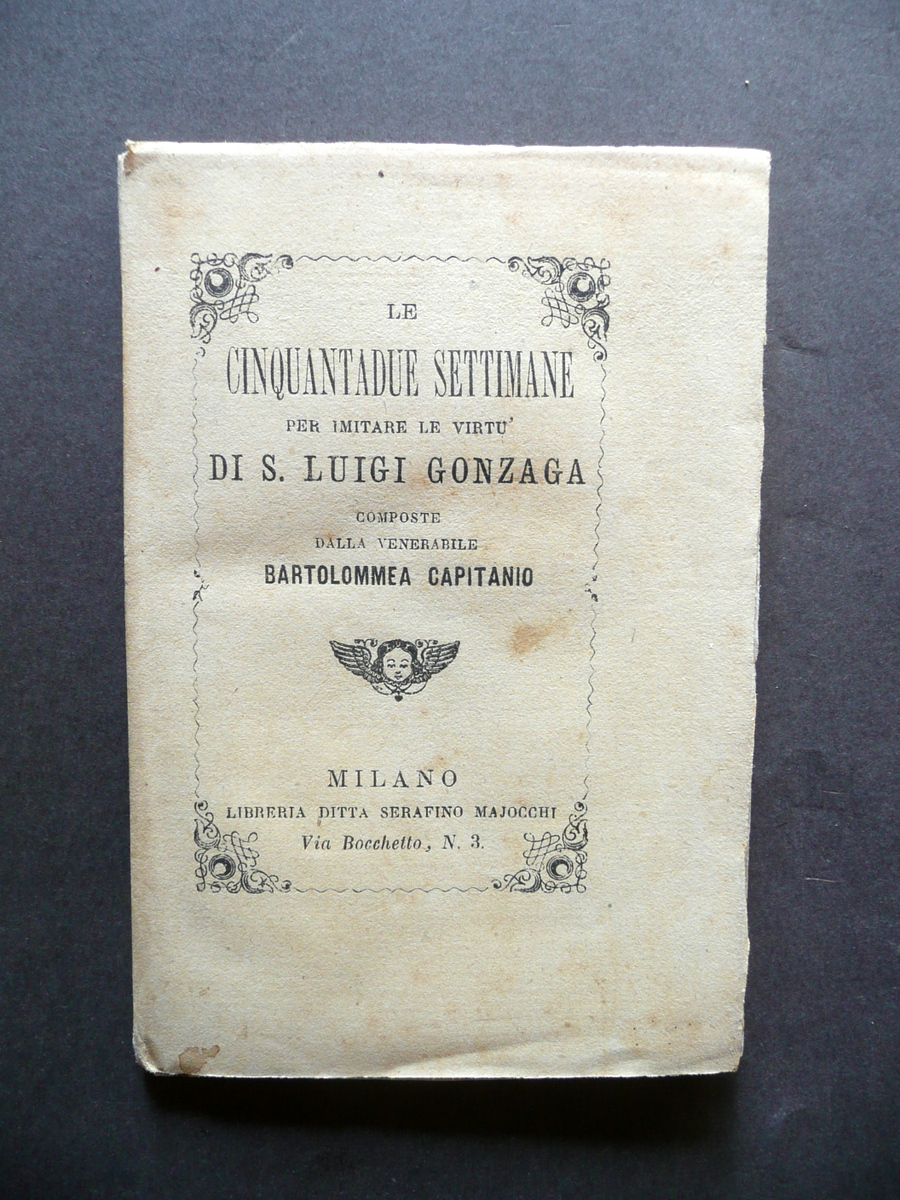 LE
CINQUANTADUE SETTIMANE
PER IMITARE LE VIRTU'
DI S. LUIGI GONZAGA
COMPOSTE
DALLA VENERABILE
BARTOLOMMEA CAPITANIO
MILANO
LIBRERIA DITTA SERAFINO MAJOCCHI
Via Bocchetto, N. 3.